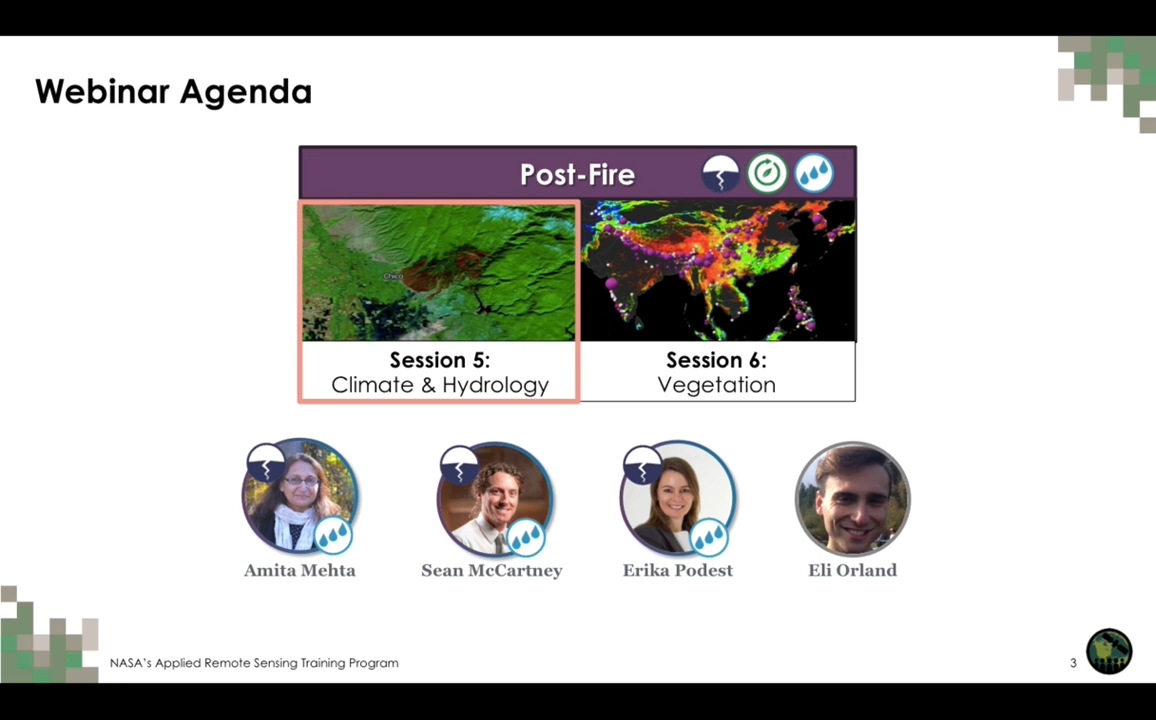 Webinar Agenda
Post-Fire
Chico
Session 5:
Climate & Hydrology
Session 6:
Vegetation
Amita Mehta
Sean McCartney
Erika Podest
Eli Orland
NASA's Applied Remote Sensing Training Program
3